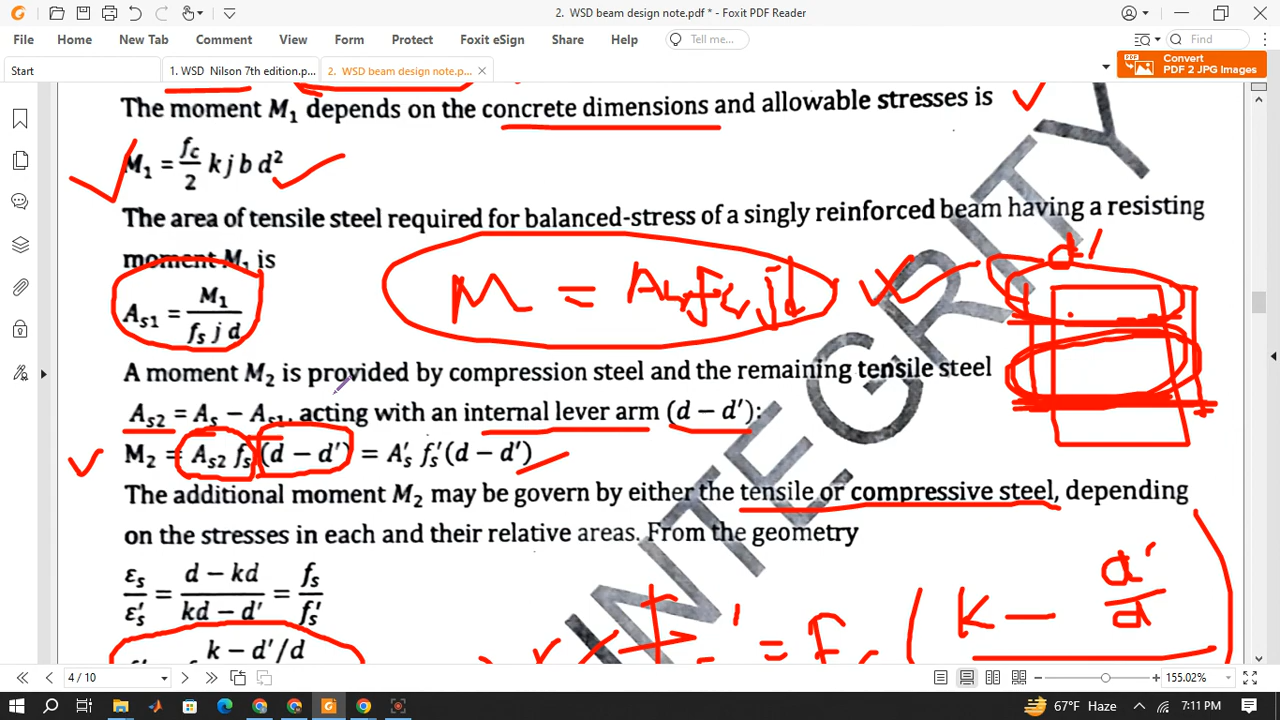 2. WSD beam design note.pdf * - Foxit PDF Reader
File Home New Tab Comment View Form Protect Foxit eSign Share Help Tell me... Find
Start 1. WSD Nilson 7th edition.p... 2. WSD beam design note.p... Convert PDF 2 JPG Images
The moment M₁ depends on the concrete dimensions and allowable stresses is
M₁ = fc/2 k j b d²
The area of tensile steel required for balanced-stress of a singly reinforced beam having a resisting
moment M₁ is
d'
As1 = M₁/(fs j d)
M = jd
A moment M₂ is provided by compression steel and the remaining tensile steel
As2 = As − As1, acting with an internal lever arm (d − d'):
M₂ = As2 fs (d − d') = A's f's (d − d')
The additional moment M₂ may be govern by either the tensile or compressive steel, depending
on the stresses in each and their relative areas. From the geometry
εs/ε's = (d − kd)/(kd − d') = fs/f's
k − d'/d
= f K − d'/d
INTEGRITY
4 / 10 155.02%
67°F Haze 7:11 PM